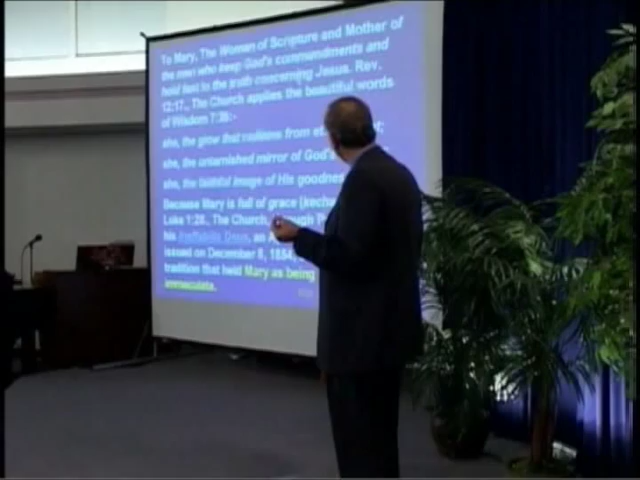 To Mary, The Woman of Scripture and Mother of
the men who keep God's commandments and
hold fast to the truth concerning Jesus. Rev.
12:17., The Church applies the beautiful words
of Wisdom 7:26:-
she, the glow that radiates from
she, the untarnished mirror of God's
she, the faithful image of His goodness
Because Mary is full of grace
Luke 1:28., The Church, through
his Ineffabilis Deus, an
issued on December 8, 1854,
tradition that held Mary as being
immaculate.